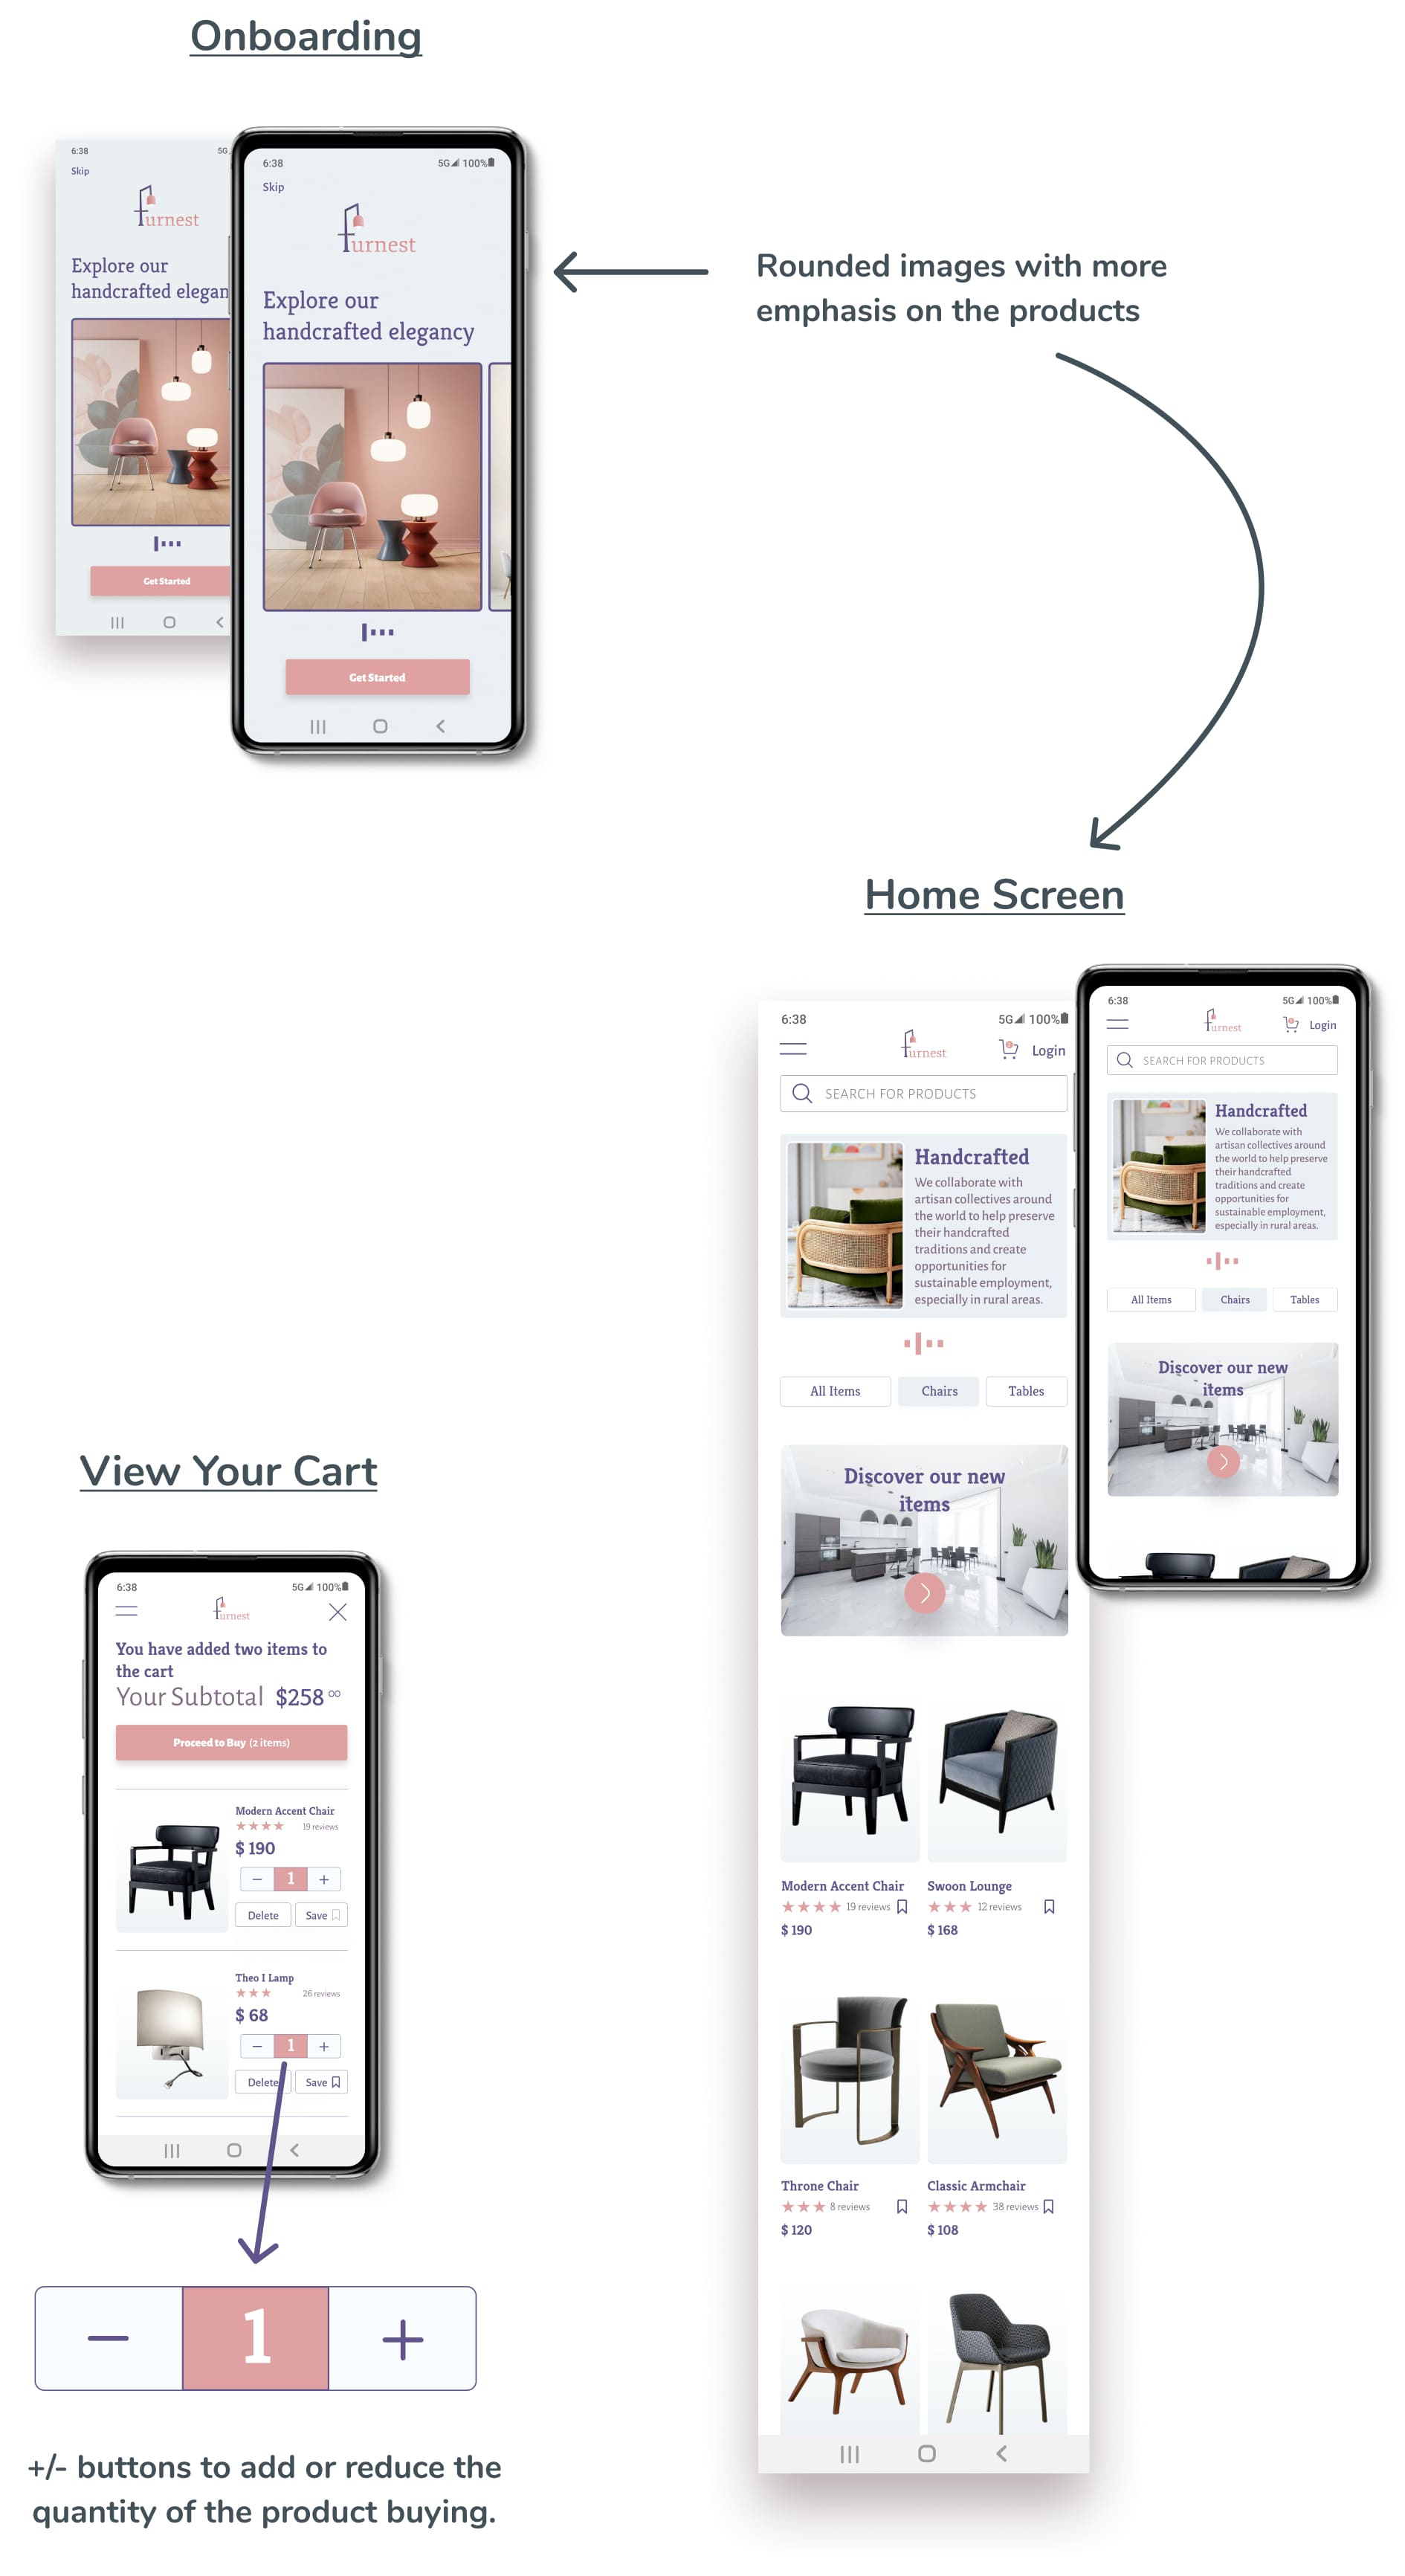 Onboarding
6:38
5G
Skip
furnest
Explore our
handcrafted elegan
Get Started
6:38
5G 100%
Skip
furnest
Explore our
handcrafted elegancy
Get Started
Rounded images with more
emphasis on the products
Home Screen
6:38
5G 100%
furnest
Login
SEARCH FOR PRODUCTS
Handcrafted
We collaborate with
artisan collectives around
the world to help preserve
their handcrafted
traditions and create
opportunities for
sustainable employment,
especially in rural areas.
All Items
Chairs
Tables
Discover our new
items
Modern Accent Chair
19 reviews
$ 190
Swoon Lounge
12 reviews
$ 168
Throne Chair
8 reviews
$ 120
Classic Armchair
38 reviews
$ 108
6:38
5G 100%
furnest
Login
SEARCH FOR PRODUCTS
Handcrafted
We collaborate with
artisan collectives around
the world to help preserve
their handcrafted
traditions and create
opportunities for
sustainable employment,
especially in rural areas.
All Items
Chairs
Tables
Discover our new
items
View Your Cart
6:38
5G 100%
furnest
You have added two items to
the cart
Your Subtotal $258 00
Proceed to Buy (2 items)
Modern Accent Chair
19 reviews
$ 190
− 1 +
Delete
Save
Theo I Lamp
26 reviews
$ 68
− 1 +
Delete
Save
− 1 +
+/- buttons to add or reduce the
quantity of the product buying.